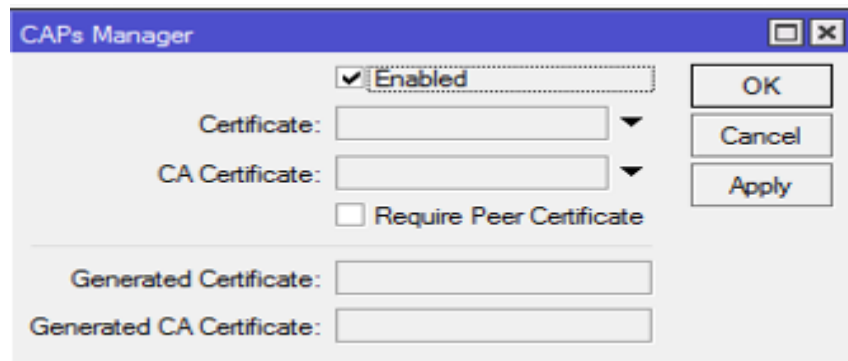 CAPs Manager
Enabled
OK
Certificate:
Cancel
CA Certificate:
Apply
Require Peer Certificate
Generated Certificate:
Generated CA Certificate: